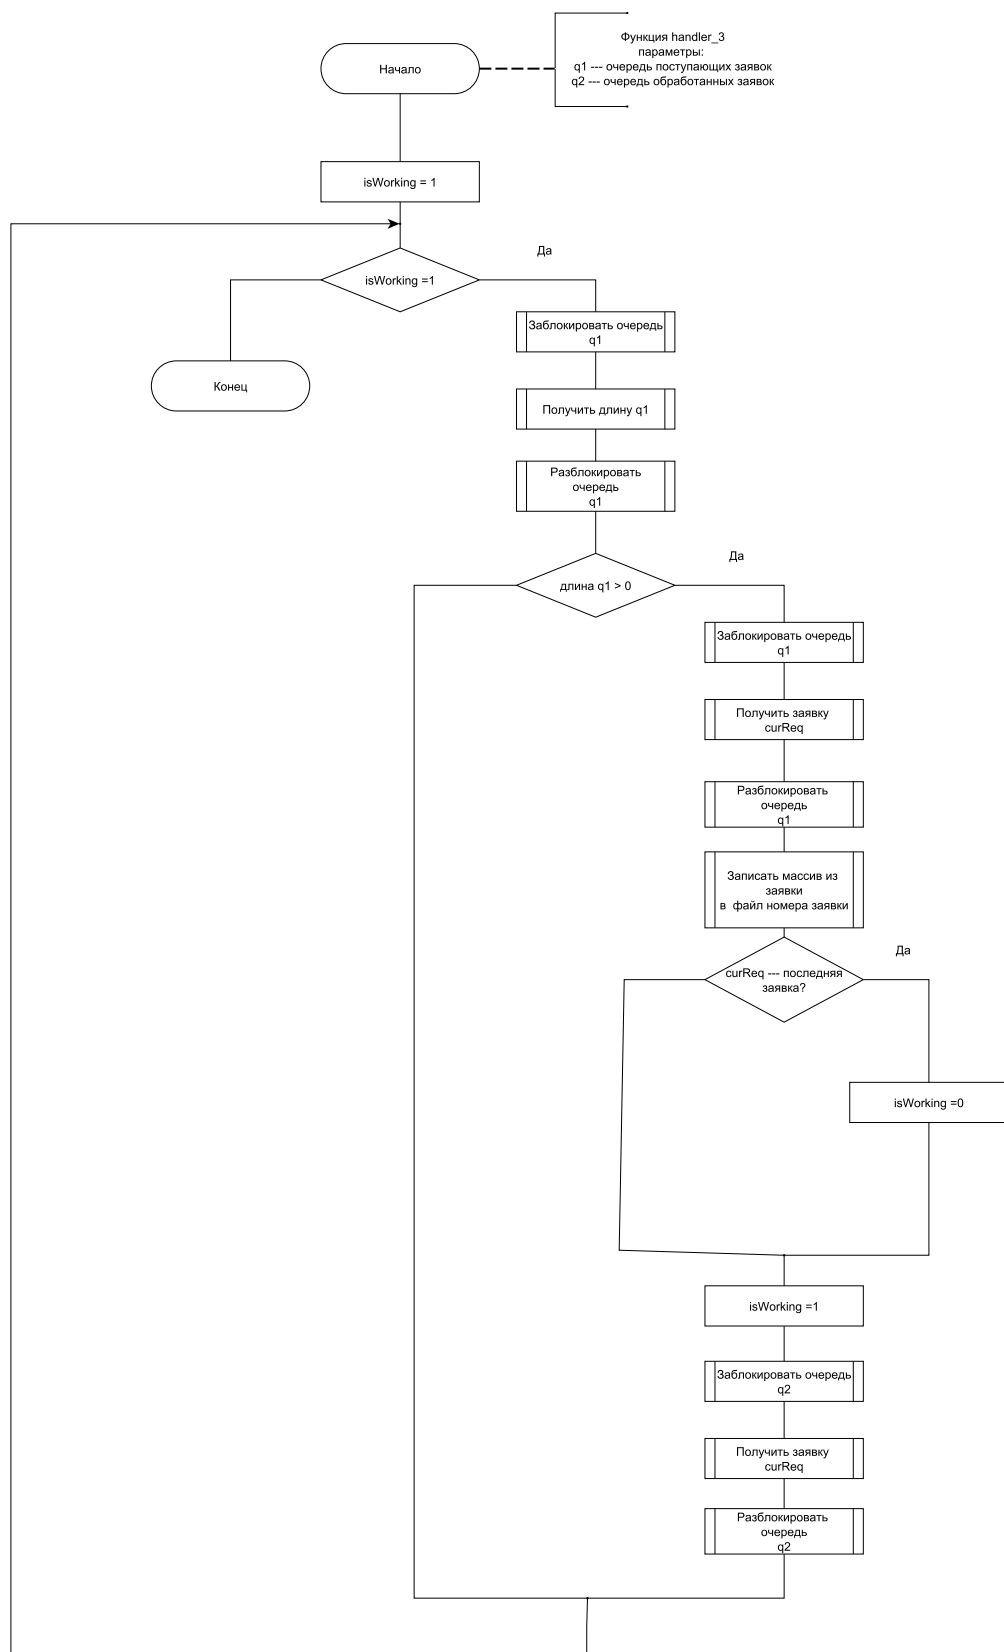 Функция handler_3
параметры:
q1 --- очередь поступающих заявок
q2 --- очередь обработанных заявок
Начало
isWorking = 1
Да
isWorking =1
Заблокировать очередь
q1
Конец
Получить длину q1
Разблокировать
очередь
q1
Да
длина q1 > 0
Заблокировать очередь
q1
Получить заявку
curReq
Разблокировать
очередь
q1
Записать массив из
заявки
в  файл номера заявки
Да
curReq --- последняя
заявка?
isWorking =0
isWorking =1
Заблокировать очередь
q2
Получить заявку
curReq
Разблокировать
очередь
q2